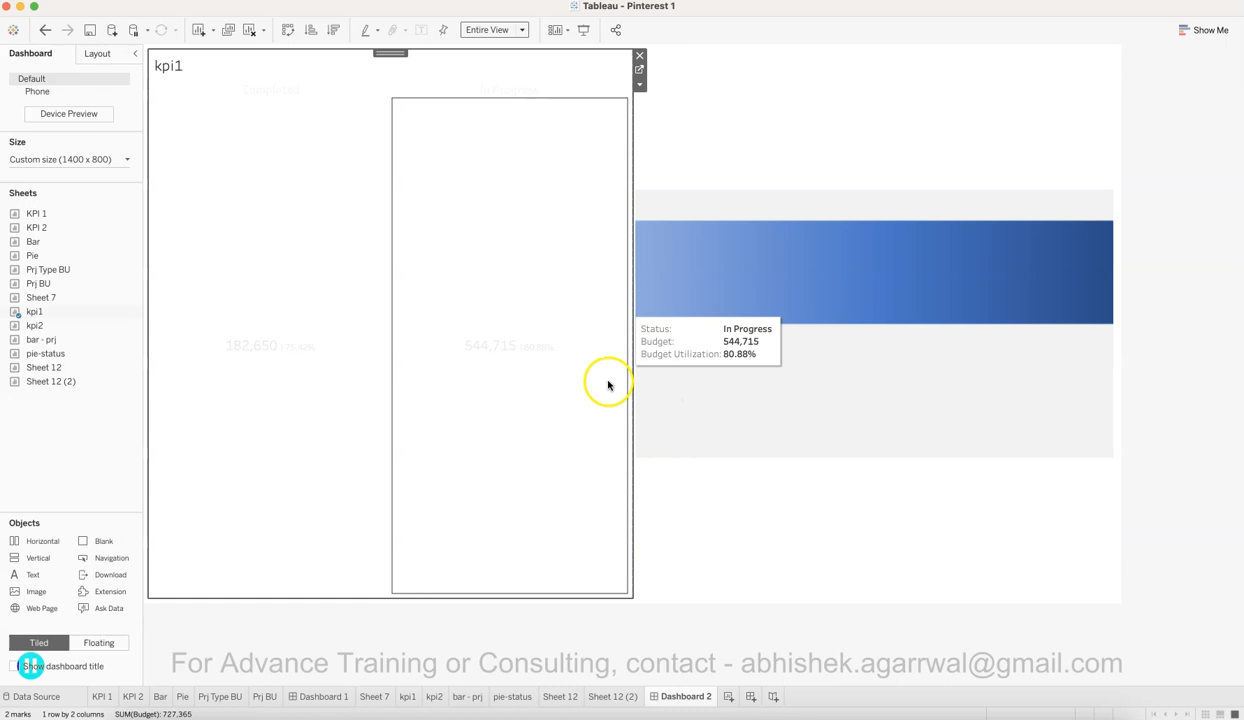 Tableau - Pinterest 1
Entire View
Show Me
Dashboard
Layout
Default
Phone
Device Preview
Size
Custom size (1400 x 800)
Sheets
KPI 1
KPI 2
Bar
Pie
Prj Type BU
Prj BU
Sheet 7
kpi1
kpi2
bar - prj
pie-status
Sheet 12
Sheet 12 (2)
Objects
Horizontal
Blank
Vertical
Navigation
A Text
Download
Image
Extension
Web Page
Ask Data
Tiled
Floating
Show dashboard title
kpi1
Completed
In Progress
182,650 | 75.42%
544,715 | 80.88%
Status: In Progress
Budget: 544,715
Budget Utilization: 80.88%
For Advance Training or Consulting, contact - abhishek.agarrwal@gmail.com
Data Source
KPI 1
KPI 2
Bar
Pie
Prj Type BU
Prj BU
Dashboard 1
Sheet 7
kpi1
kpi2
bar - prj
pie-status
Sheet 12
Sheet 12 (2)
Dashboard 2
2 marks
1 row by 2 columns
SUM(Budget): 727,365